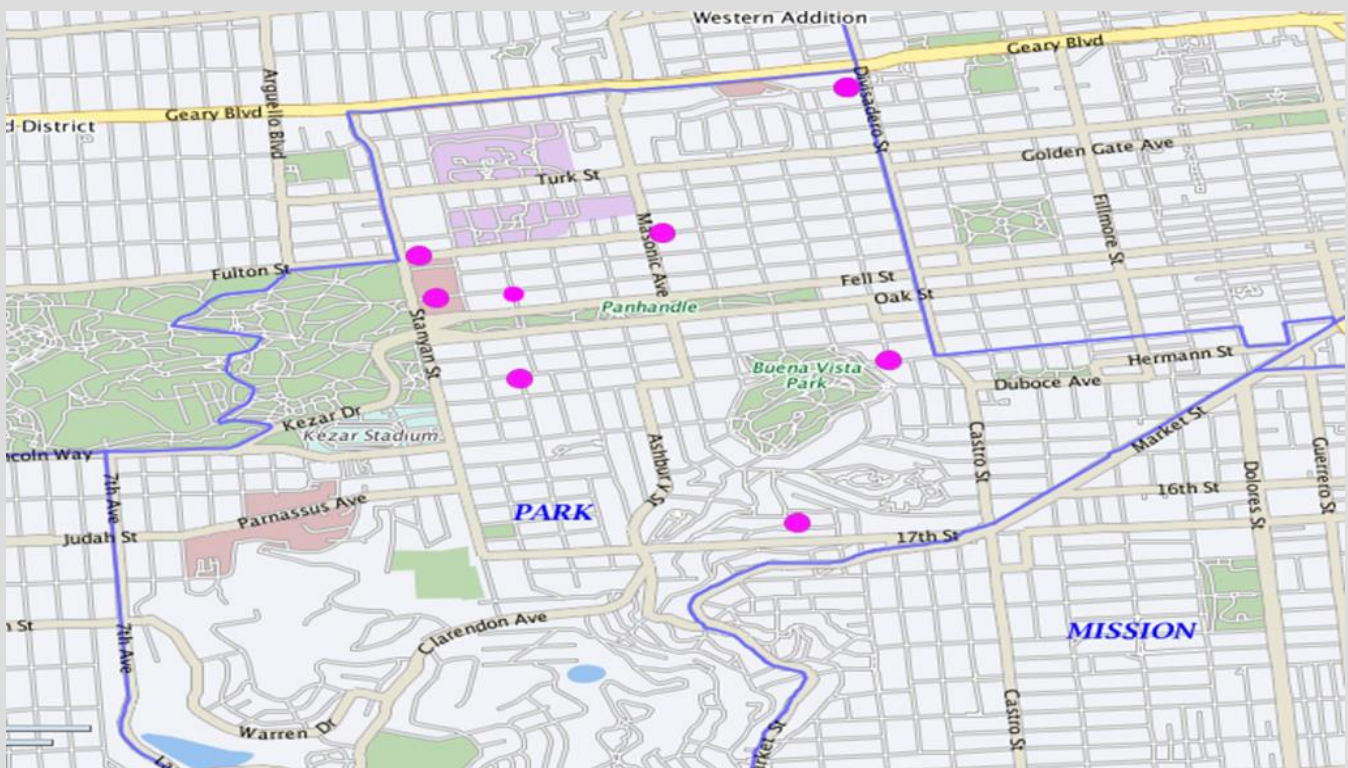 Western Addition
Geary Blvd
Arguello Blvd
Divisadero St
Geary Blvd
d District
Golden Gate Ave
Turk St
Fillmore St
Masonic Ave
Fulton St
Fell St
Oak St
Panhandle
Stanyan St
Hermann St
Buena Vista
Park
Duboce Ave
Kezar Dr
Kezar Stadium
Market St
ncoln Way
Castro St
Ashbury St
Guerrero St
Dolores St
7th Ave
16th St
Parnassus Ave
PARK
Judah St
17th St
n St
Clarendon Ave
MISSION
7th Ave
Castro St
Warren Dr
rket St
La